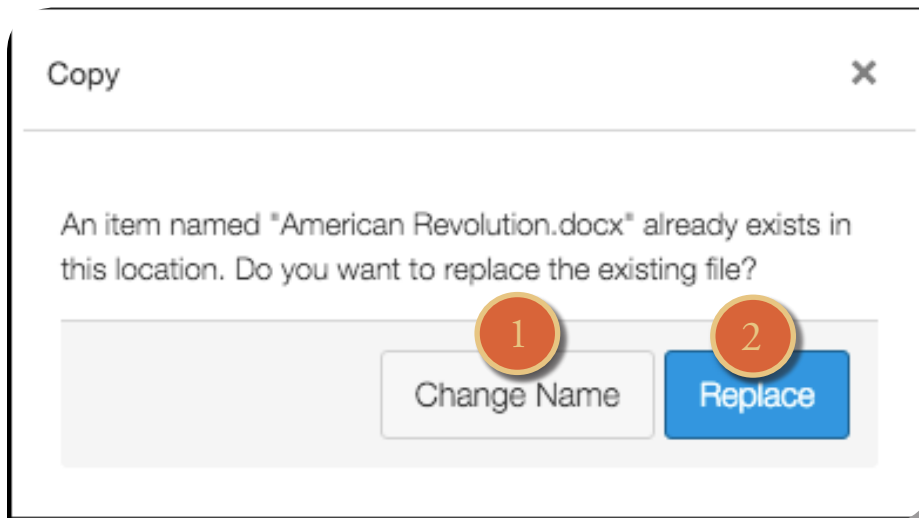 Copy
An item named "American Revolution.docx" already exists in
this location. Do you want to replace the existing file?
1
2
Change Name
Replace